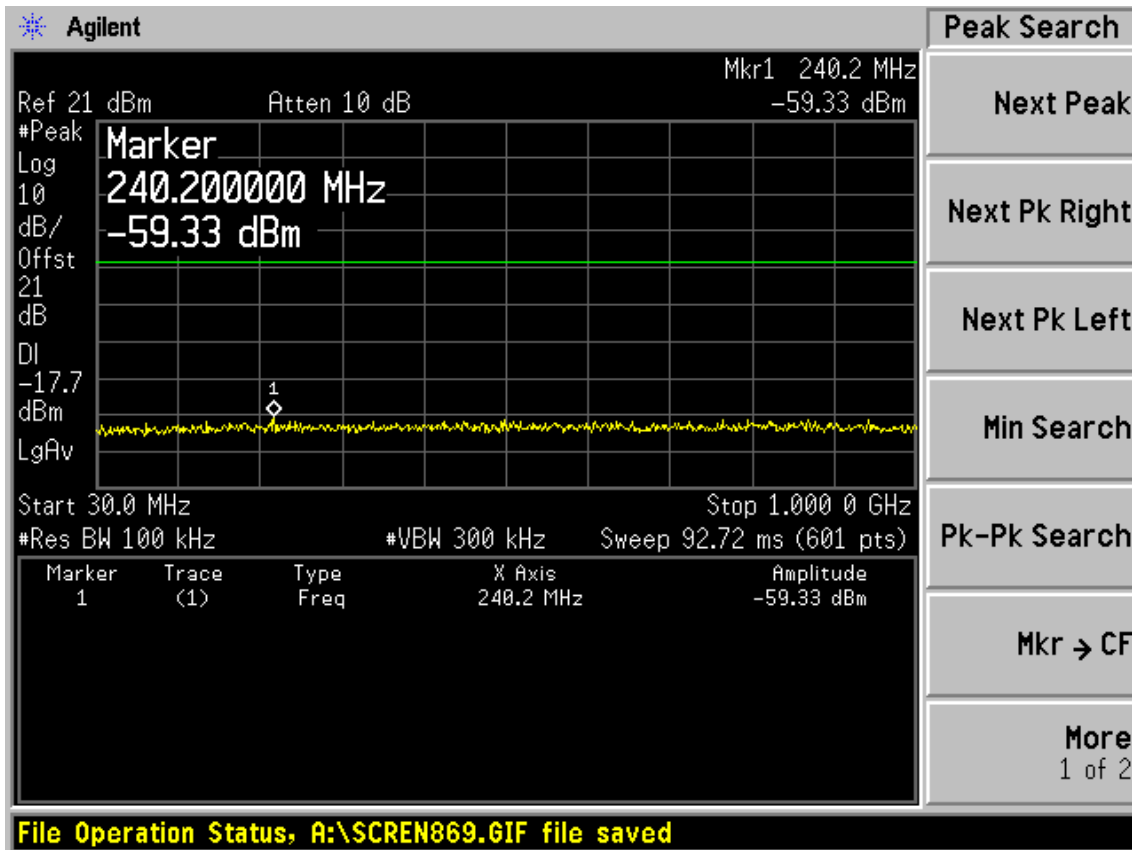 Agilent
Peak Search
Mkr1 240.2 MHz
Ref 21 dBm Atten 10 dB -59.33 dBm
#Peak
Log
10
dB/
Offst
21
dB
DI
-17.7
dBm
LgAv
Marker
240.200000 MHz
-59.33 dBm
1
Start 30.0 MHz Stop 1.000 0 GHz
#Res BW 100 kHz #VBW 300 kHz Sweep 92.72 ms (601 pts)
Marker Trace Type X Axis Amplitude
1 (1) Freq 240.2 MHz -59.33 dBm
Next Peak
Next Pk Right
Next Pk Left
Min Search
Pk-Pk Search
Mkr → CF
More
1 of 2
File Operation Status, A:\SCREN869.GIF file saved